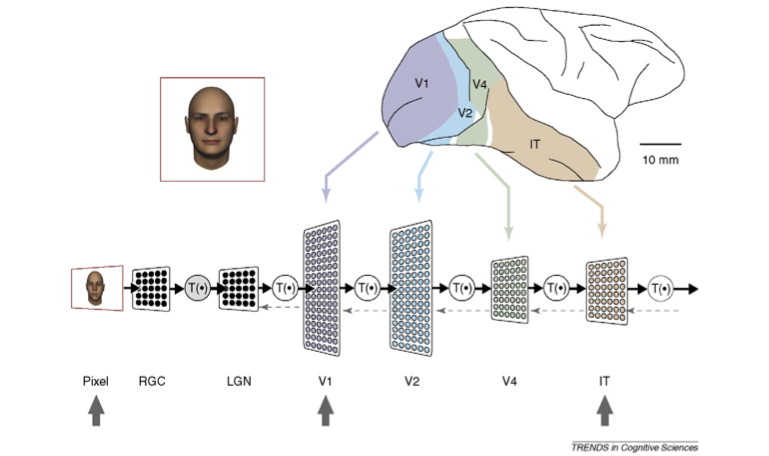 V1
V4
V2
IT
10 mm
T(•) T(•) T(•) T(•) T(•) T(•)
Pixel RGC LGN V1 V2 V4 IT
TRENDS in Cognitive Sciences